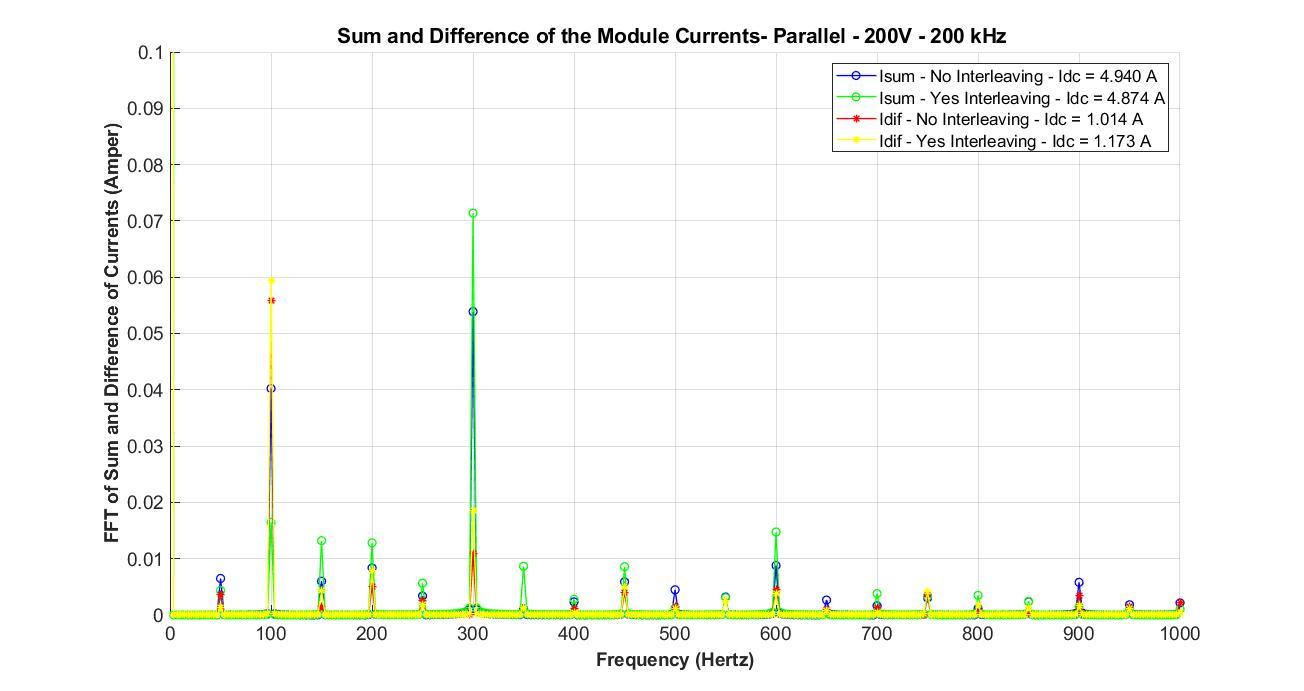 Sum and Difference of the Module Currents- Parallel - 200V - 200 kHz
Isum - No Interleaving - Idc = 4.940 A
Isum - Yes Interleaving - Idc = 4.874 A
Idif - No Interleaving - Idc = 1.014 A
Idif - Yes Interleaving - Idc = 1.173 A
FFT of Sum and Difference of Currents (Amper)
0.1
0.09
0.08
0.07
0.06
0.05
0.04
0.03
0.02
0.01
0
0 100 200 300 400 500 600 700 800 900 1000
Frequency (Hertz)